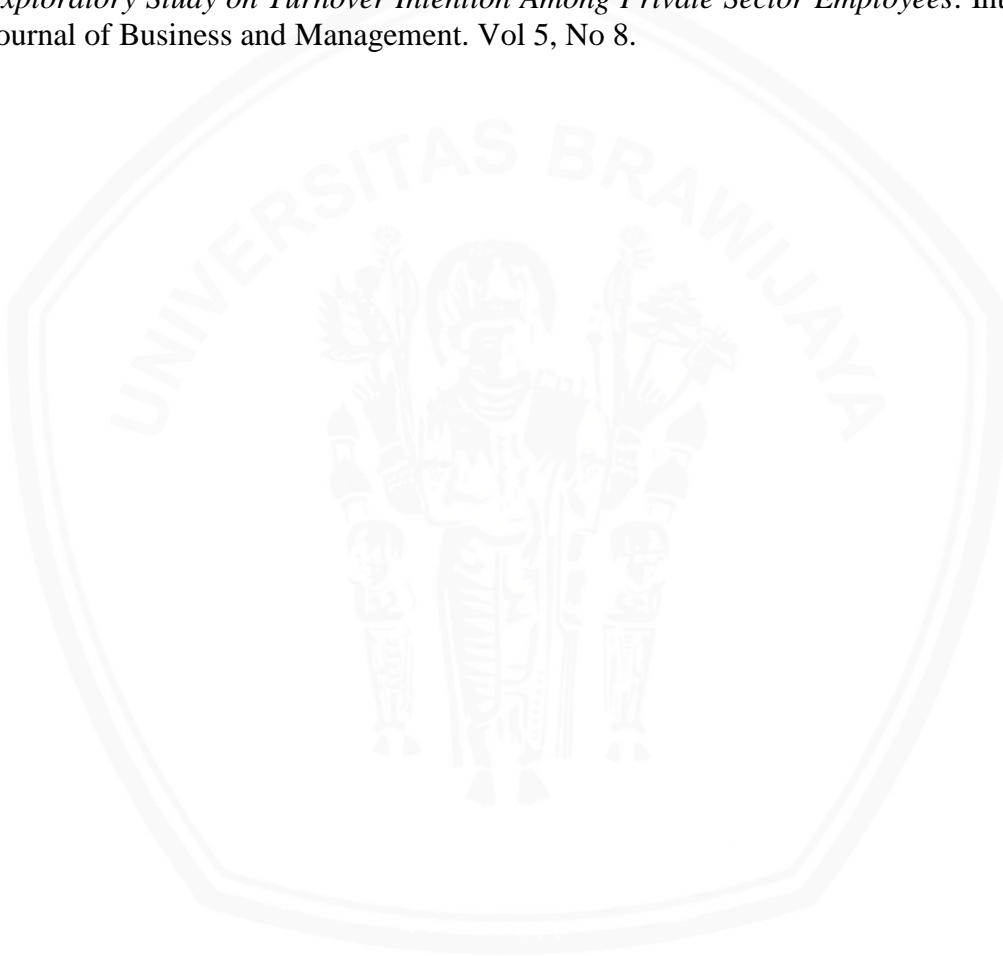 Exploratory Study on Turnover Intention Among Private Sector Employees.
Journal of Business and Management. Vol 5, No 8.
UNIVERSITAS BRAWIJAYA